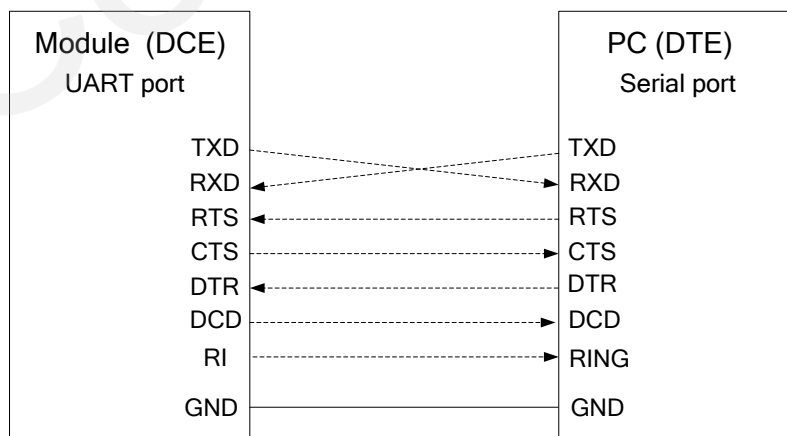 Module (DCE)
UART port
TXD
RXD
RTS
CTS
DTR
DCD
RI
GND
PC (DTE)
Serial port
TXD
RXD
RTS
CTS
DTR
DCD
RING
GND